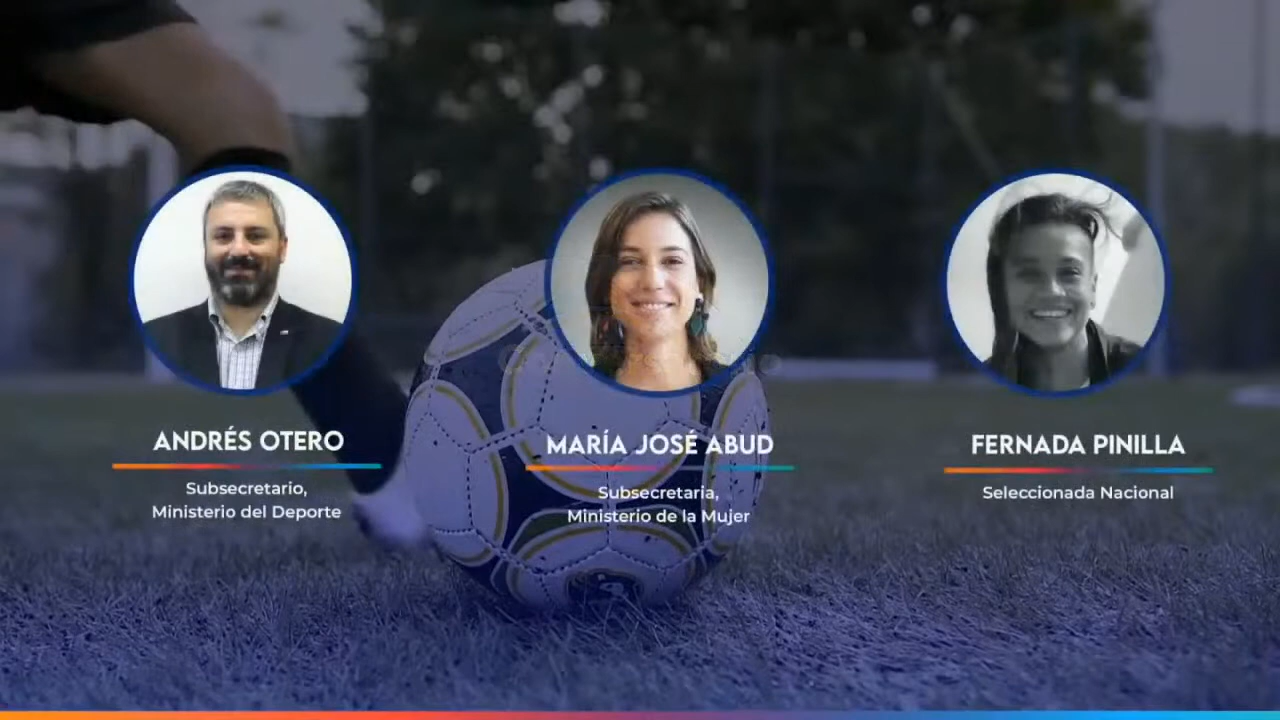 ANDRÉS OTERO
Subsecretario,
Ministerio del Deporte
MARÍA JOSÉ ABUD
Subsecretaria,
Ministerio de la Mujer
FERNADA PINILLA
Seleccionada Nacional